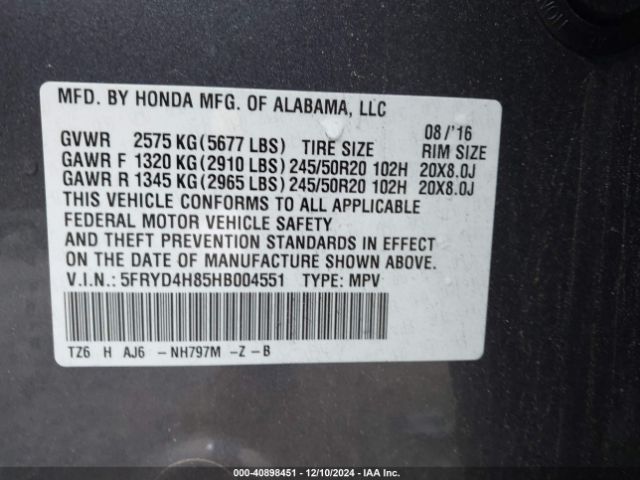 MFD. BY HONDA MFG. OF ALABAMA, LLC
08/'16
GVWR 2575 KG(5677 LBS) TIRE SIZE RIM SIZE
GAWR F 1320 KG(2910 LBS)245/50R20 102H 20X8.0J
GAWR R 1345 KG(2965 LBS)245/50R20 102H 20X8.0J
THIS VEHICLE CONFORMS TO ALL APPLICABLE
FEDERAL MOTOR VEHICLE SAFETY
AND THEFT PREVENTION STANDARDS IN EFFECT
ON THE DATE OF MANUFACTURE SHOWN ABOVE.
V.I.N.: 5FRYD4H85HB004551 TYPE: MPV
TZ6 H AJ6 -NH797M -Z -B
000-40898451 - 12/10/2024 - IAA Inc.